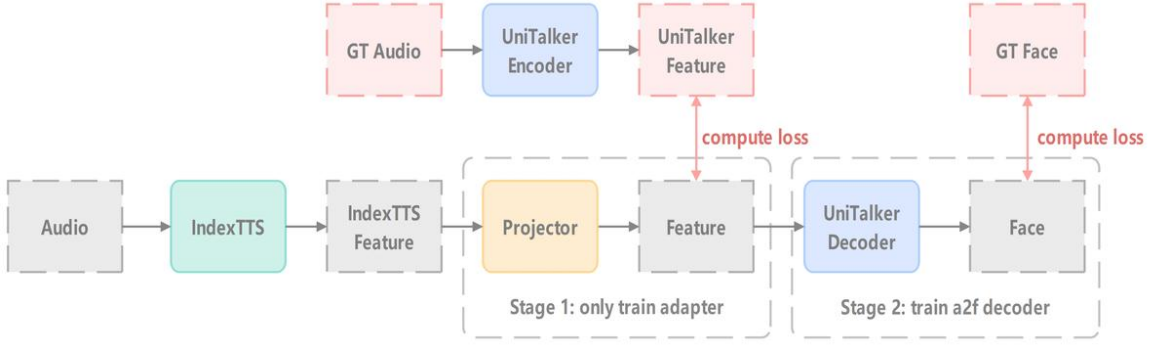 GT Audio
UniTalker
Encoder
UniTalker
Feature
GT Face
compute loss
compute loss
Audio
IndexTTS
IndexTTS
Feature
Projector
Feature
UniTalker
Decoder
Face
Stage 1: only train adapter
Stage 2: train a2f decoder